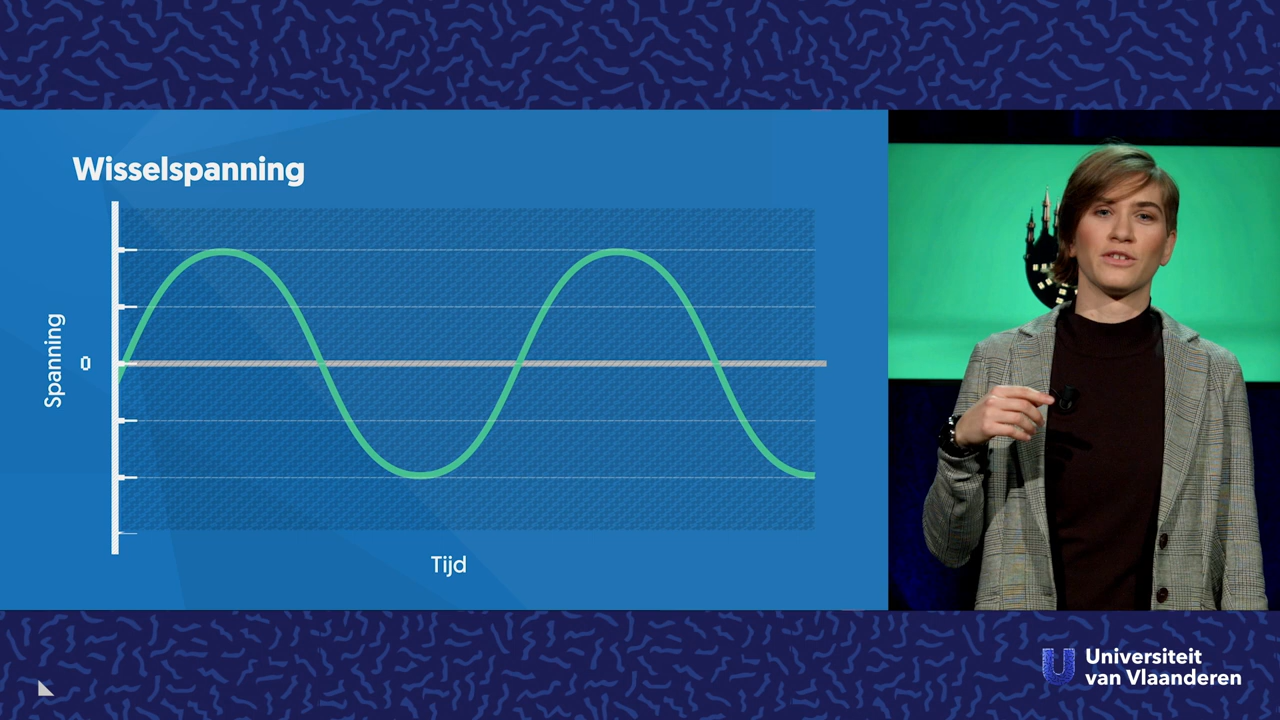 Wisselspanning
Spanning
0
Tijd
Universiteit
van Vlaanderen